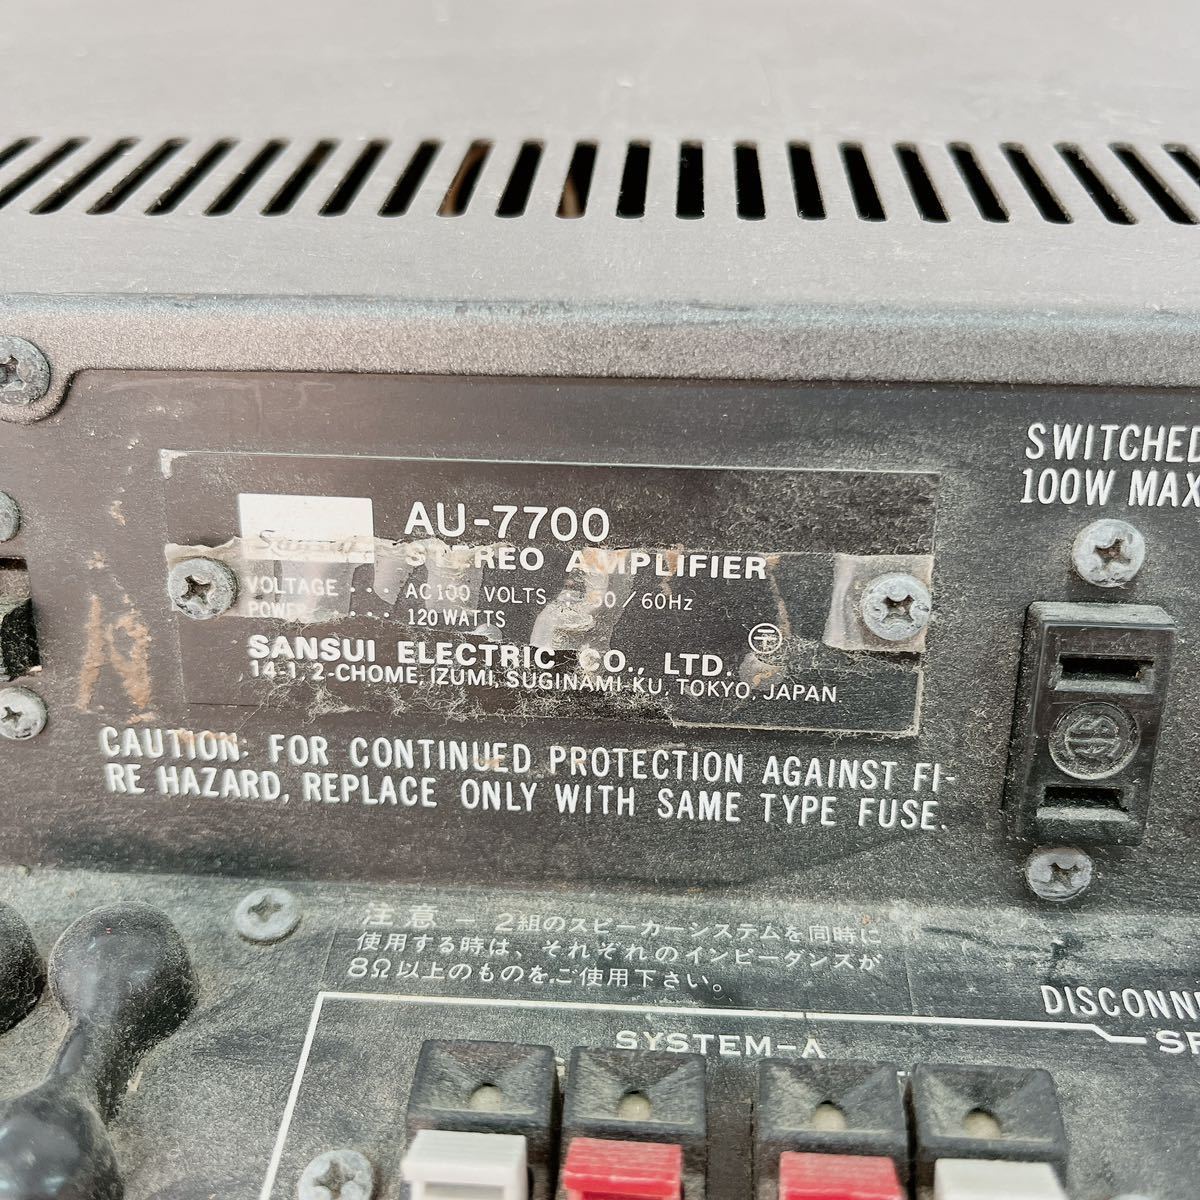 SWITCHED
100W MAX
Sansui
AU-7700
STEREO AMPLIFIER
VOLTAGE ... AC 100 VOLTS 50/60Hz
POWER ... 120 WATTS
SANSUI ELECTRIC CO., LTD.
14-1, 2-CHOME, IZUMI, SUGINAMI-KU, TOKYO, JAPAN
CAUTION: FOR CONTINUED PROTECTION AGAINST FI-
RE HAZARD, REPLACE ONLY WITH SAME TYPE FUSE.
注意 - 2組のスピーカーシステムを同時に
使用する時は、それぞれのインピーダンスが
8Ω以上のものをご使用下さい。
DISCONN
SP
SYSTEM-A